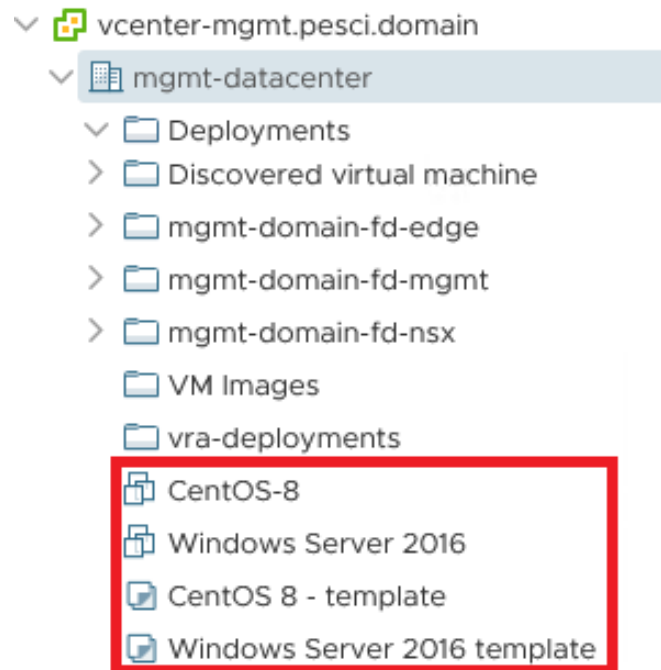 vcenter-mgmt.pesci.domain
mgmt-datacenter
Deployments
Discovered virtual machine
mgmt-domain-fd-edge
mgmt-domain-fd-mgmt
mgmt-domain-fd-nsx
VM Images
vra-deployments
CentOS-8
Windows Server 2016
CentOS 8 - template
Windows Server 2016 template